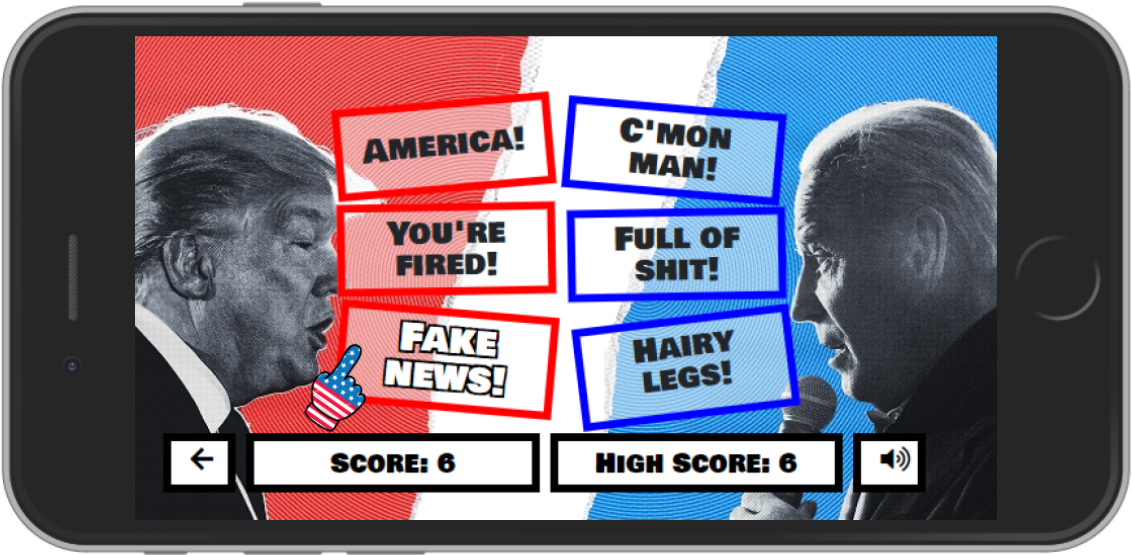 AMERICA!
C'MON
MAN!
YOU'RE
FIRED!
FULL OF
SHIT!
FAKE
NEWS!
HAIRY
LEGS!
SCORE: 6
HIGH SCORE: 6